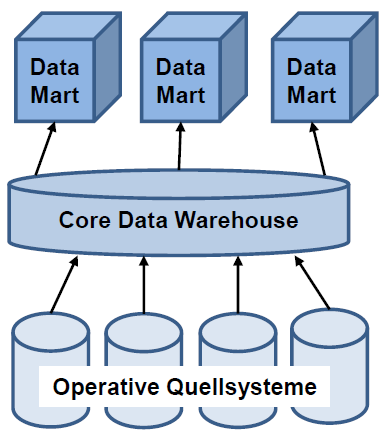 Data
Mart
Data
Mart
Data
Mart
Core Data Warehouse
Operative Quellsysteme